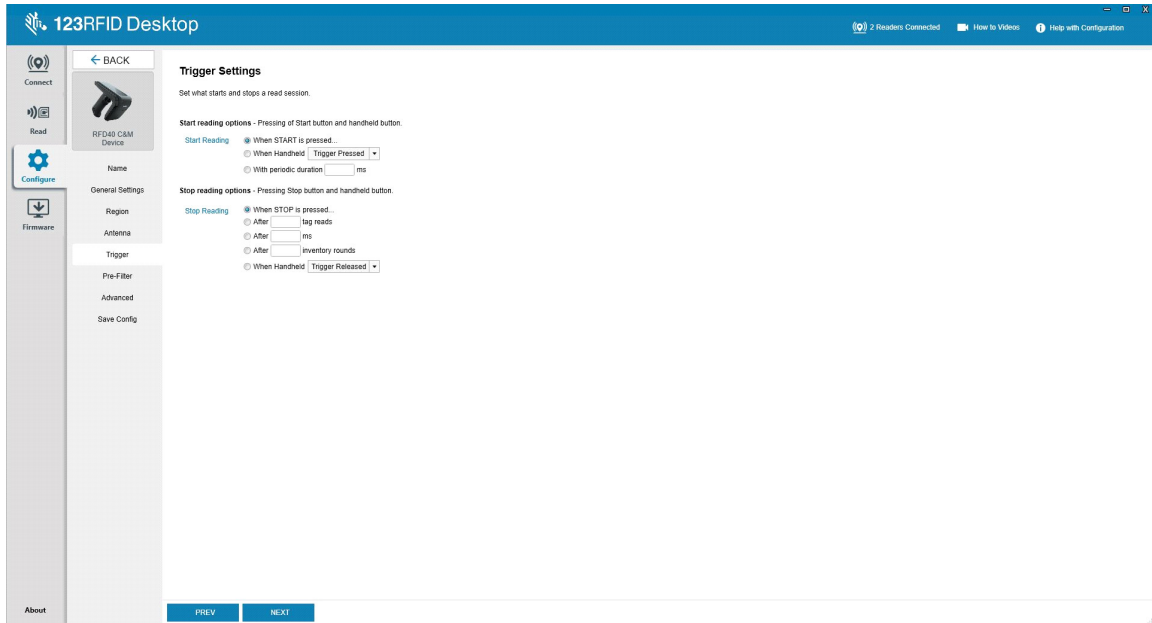 123RFID Desktop
2 Readers Connected
How to Videos
Help with Configuration
Connect
Read
Configure
Firmware
About
BACK
RFD40 C&M
Device
Name
General Settings
Region
Antenna
Trigger
Pre-Filter
Advanced
Save Config
Trigger Settings
Set what starts and stops a read session.
Start reading options - Pressing of Start button and handheld button.
Start Reading When START is pressed...
When Handheld Trigger Pressed
With periodic duration ms
Stop reading options - Pressing Stop button and handheld button.
Stop Reading When STOP is pressed...
After tag reads
After ms
After inventory rounds
When Handheld Trigger Released
PREV NEXT